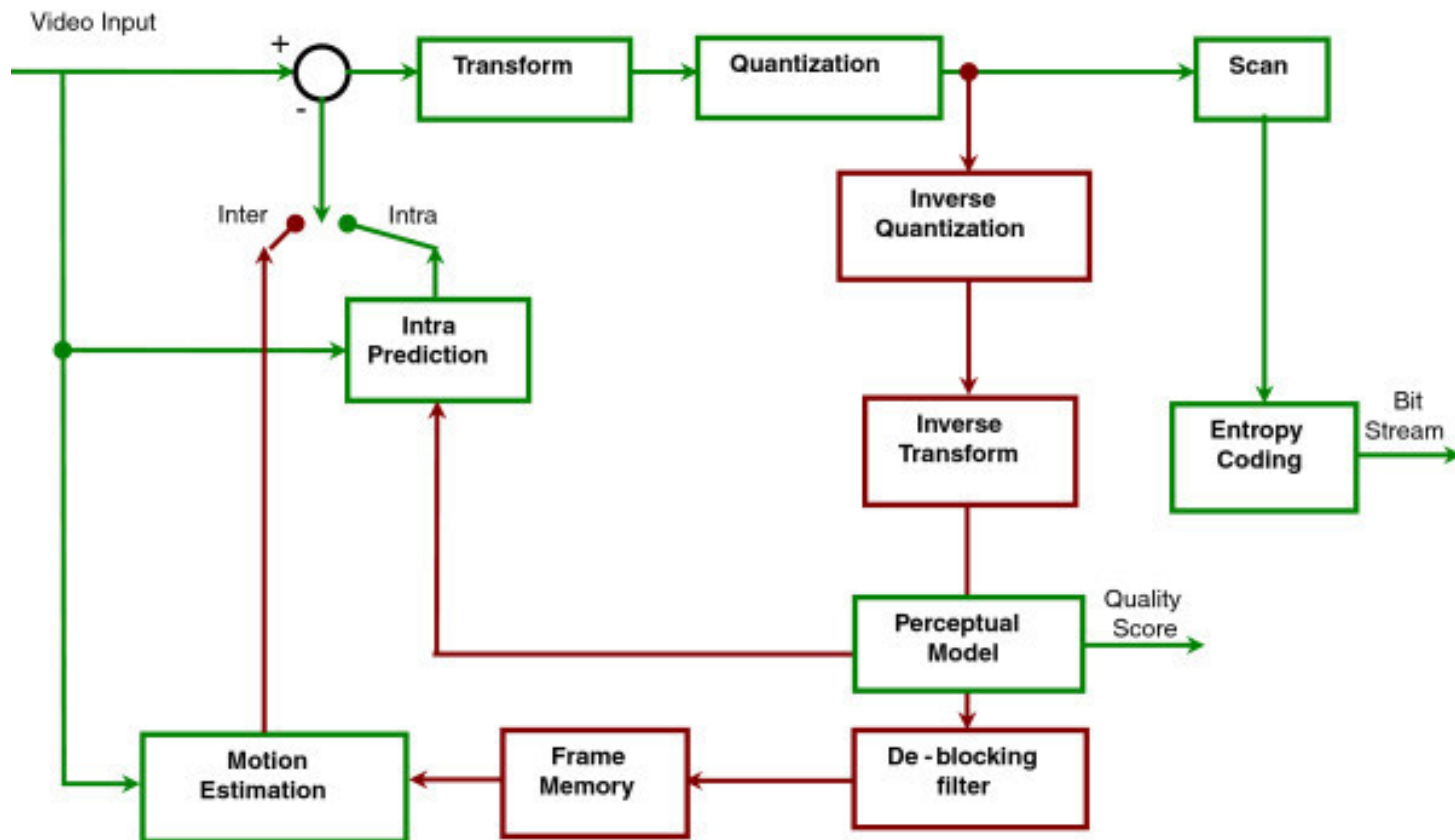 Video Input
+
-
Transform
Quantization
Scan
Inter
Intra
Inverse
Quantization
Intra
Prediction
Inverse
Transform
Entropy
Coding
Bit
Stream
Perceptual
Model
Quality
Score
Motion
Estimation
Frame
Memory
De-blocking
filter